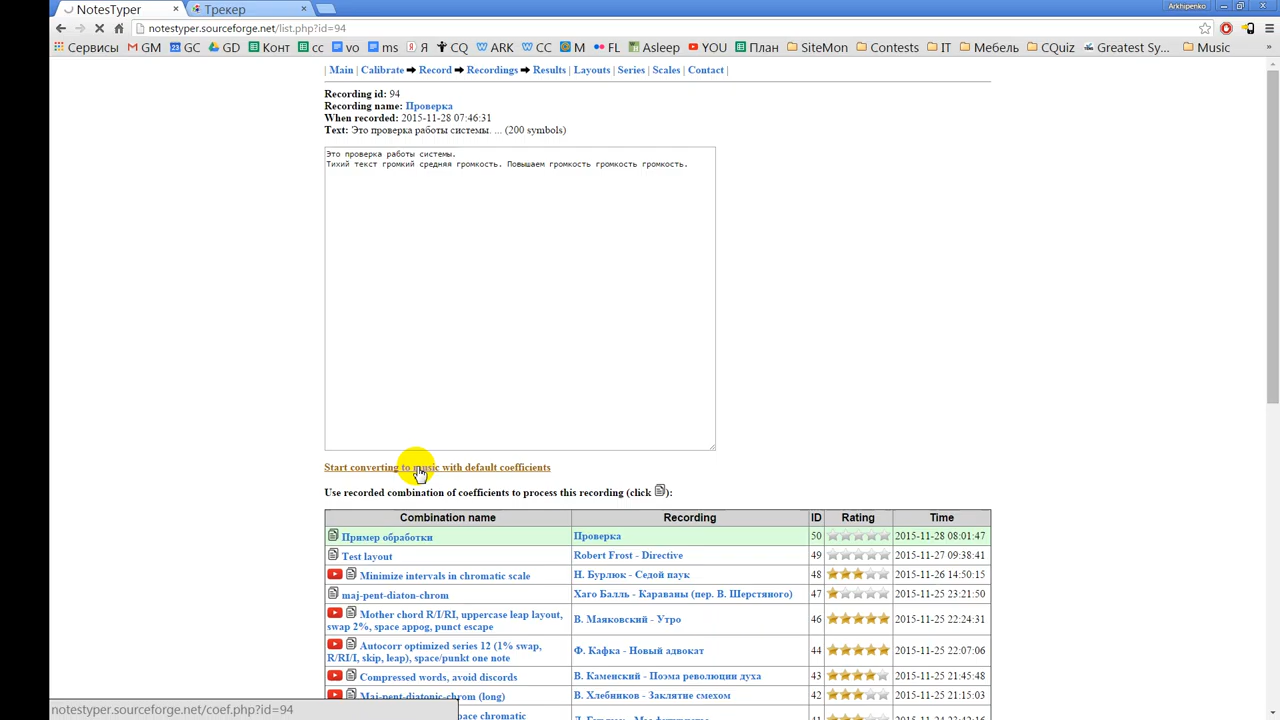 NotesTyper
Трекер
Arkhipenko
notestyper.sourceforge.net/list.php?id=94
Сервисы GM GC GD Конт cc vo ms Я CQ ARK CC M FL Asleep YOU План SiteMon Contests IT Мебель CQuiz Greatest Sy... Music »
| Main | Calibrate Record Recordings Results | Layouts | Series | Scales | Contact |
Recording id: 94
Recording name: Проверка
When recorded: 2015-11-28 07:46:31
Text: Это проверка работы системы. ... (200 symbols)
Это проверка работы системы.
Тихий текст громкий средняя громкость. Повышаем громкость громкость громкость.
Start converting to music with default coefficients
Use recorded combination of coefficients to process this recording (click ):
Combination name Recording ID Rating Time
Пример обработки Проверка 50 2015-11-28 08:01:47
Test layout Robert Frost - Directive 49 2015-11-27 09:38:41
Minimize intervals in chromatic scale Н. Бурлюк - Седой паук 48 2015-11-26 14:50:15
maj-pent-diaton-chrom Хаго Балль - Караваны (пер. В. Шерстяного) 47 2015-11-25 23:21:50
Mother chord R/I/RI, uppercase leap layout,
swap 2%, space appog, punct escape В. Маяковский - Утро 46 2015-11-25 22:24:31
Autocorr optimized series 12 (1% swap,
R/RI/I, skip, leap), space/punkt one note Ф. Кафка - Новый адвокат 44 2015-11-25 22:07:06
Compressed words, avoid discords В. Каменский - Поэма революции духа 43 2015-11-25 21:45:48
Maj-pent-diatonic-chrom (long) В. Хлебников - Заклятие смехом 42 2015-11-25 21:15:03
space chromatic 41
notestyper.sourceforge.net/coef.php?id=94